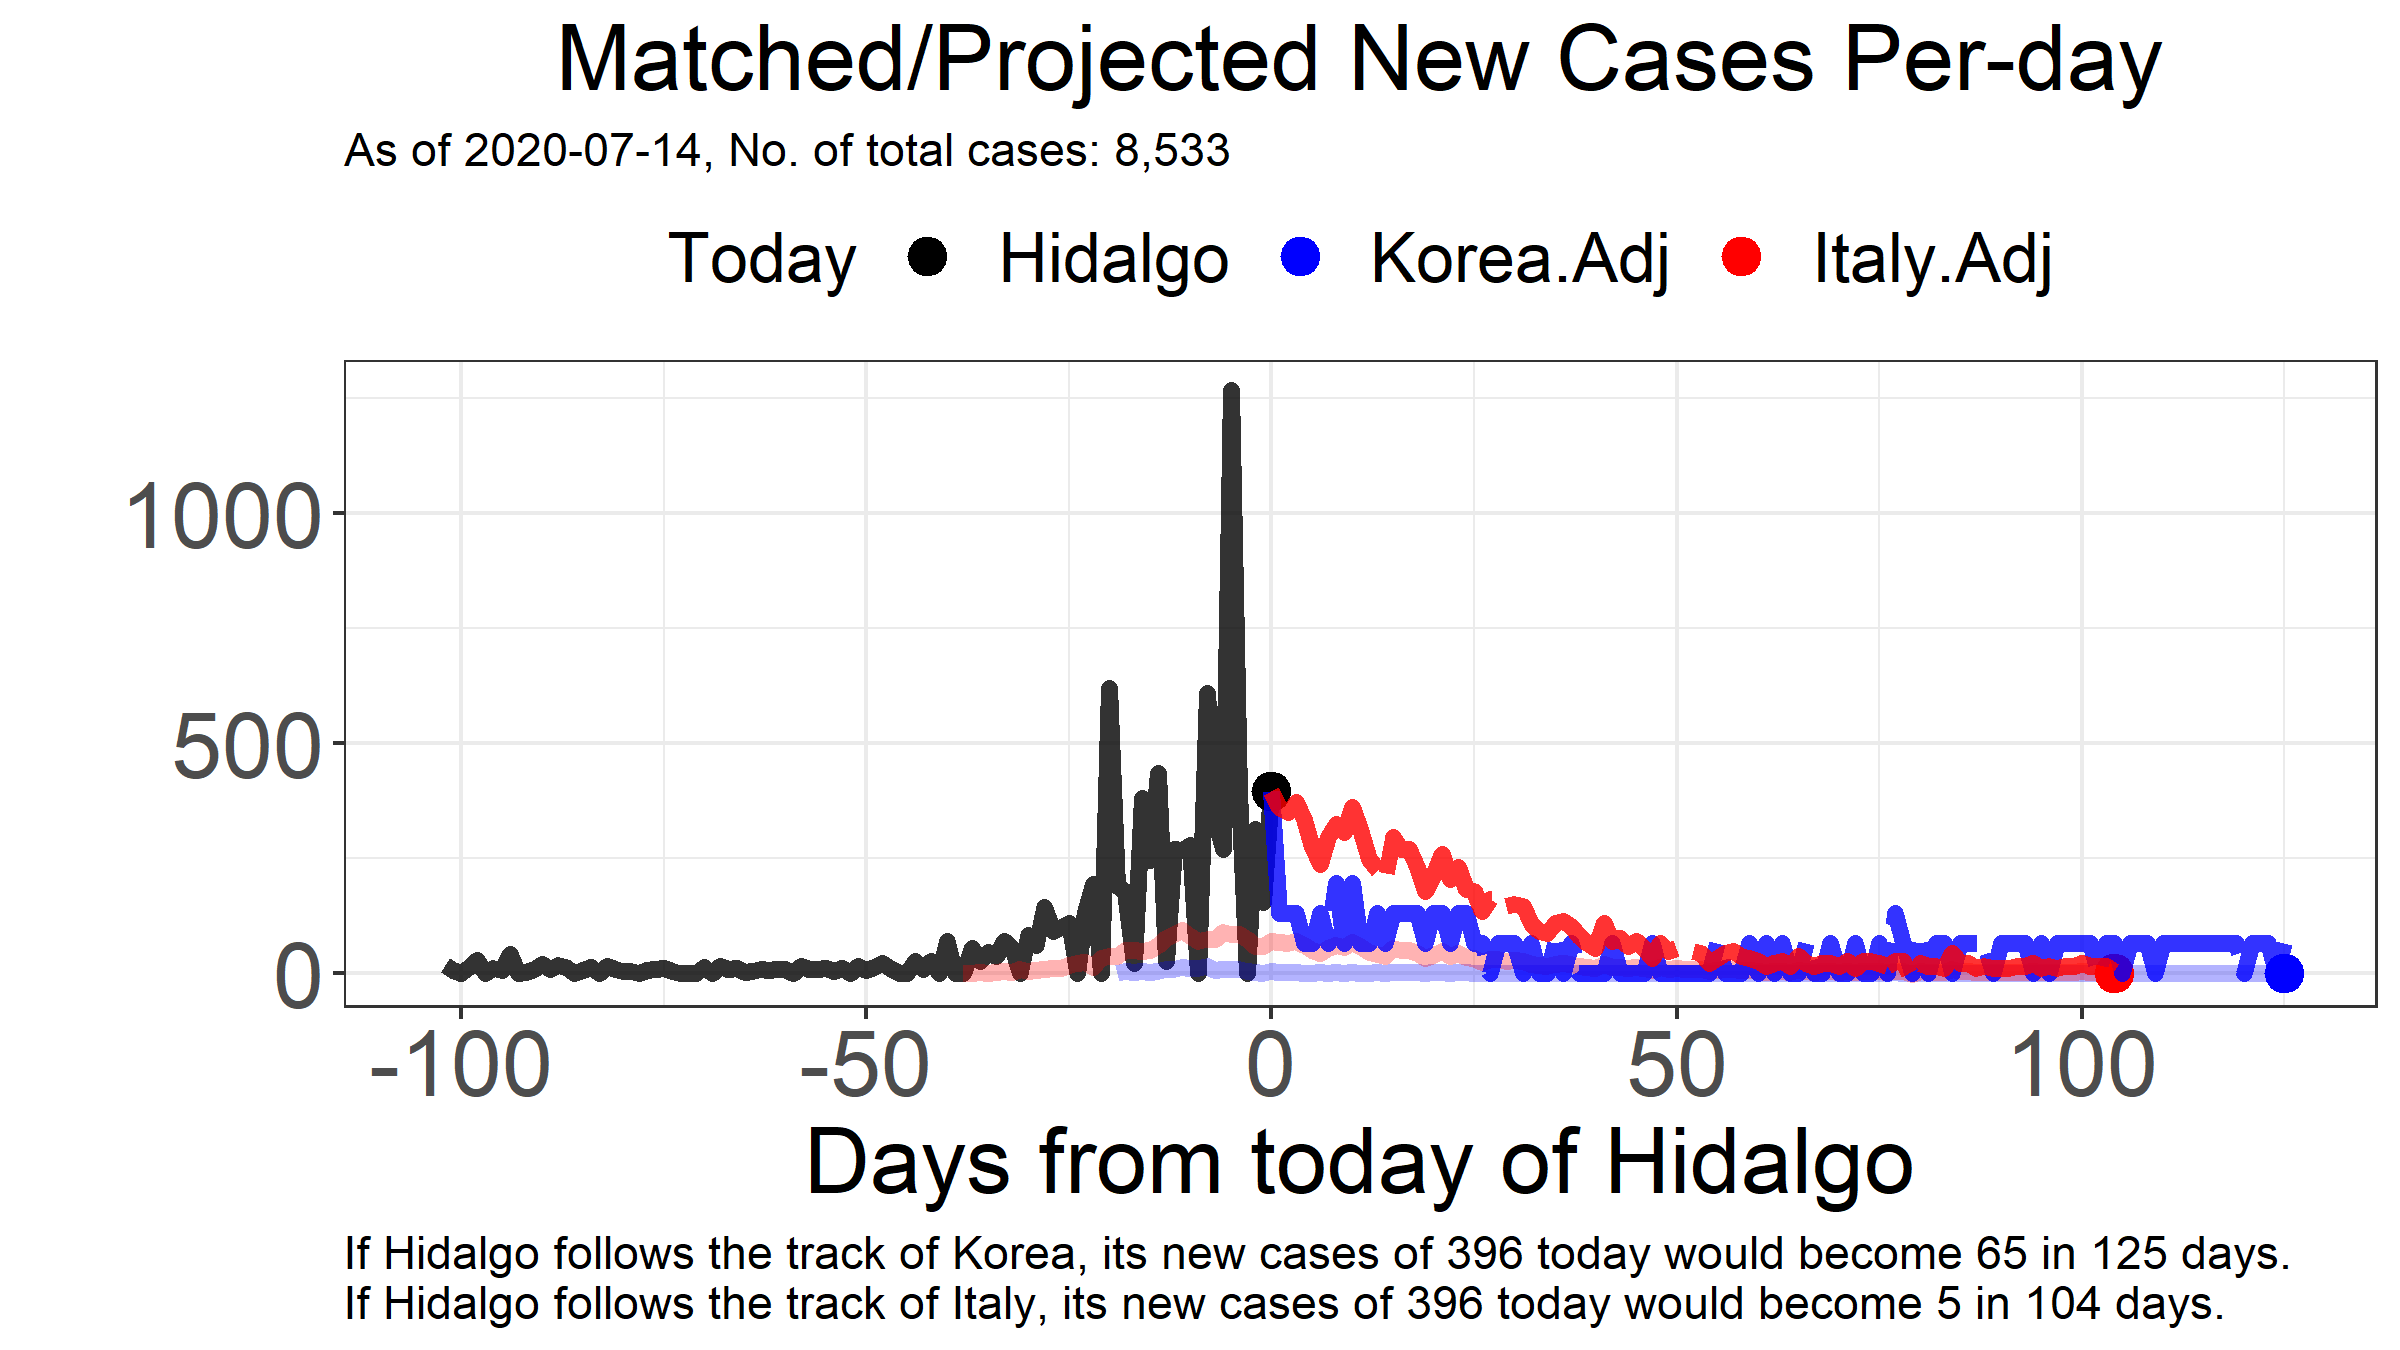 Matched/Projected New Cases Per-day
As of 2020-07-14, No. of total cases: 8,533
Today Hidalgo Korea.Adj Italy.Adj
1000
500
0
-100 -50 0 50 100
Days from today of Hidalgo
If Hidalgo follows the track of Korea, its new cases of 396 today would become 65 in 125 days.
If Hidalgo follows the track of Italy, its new cases of 396 today would become 5 in 104 days.